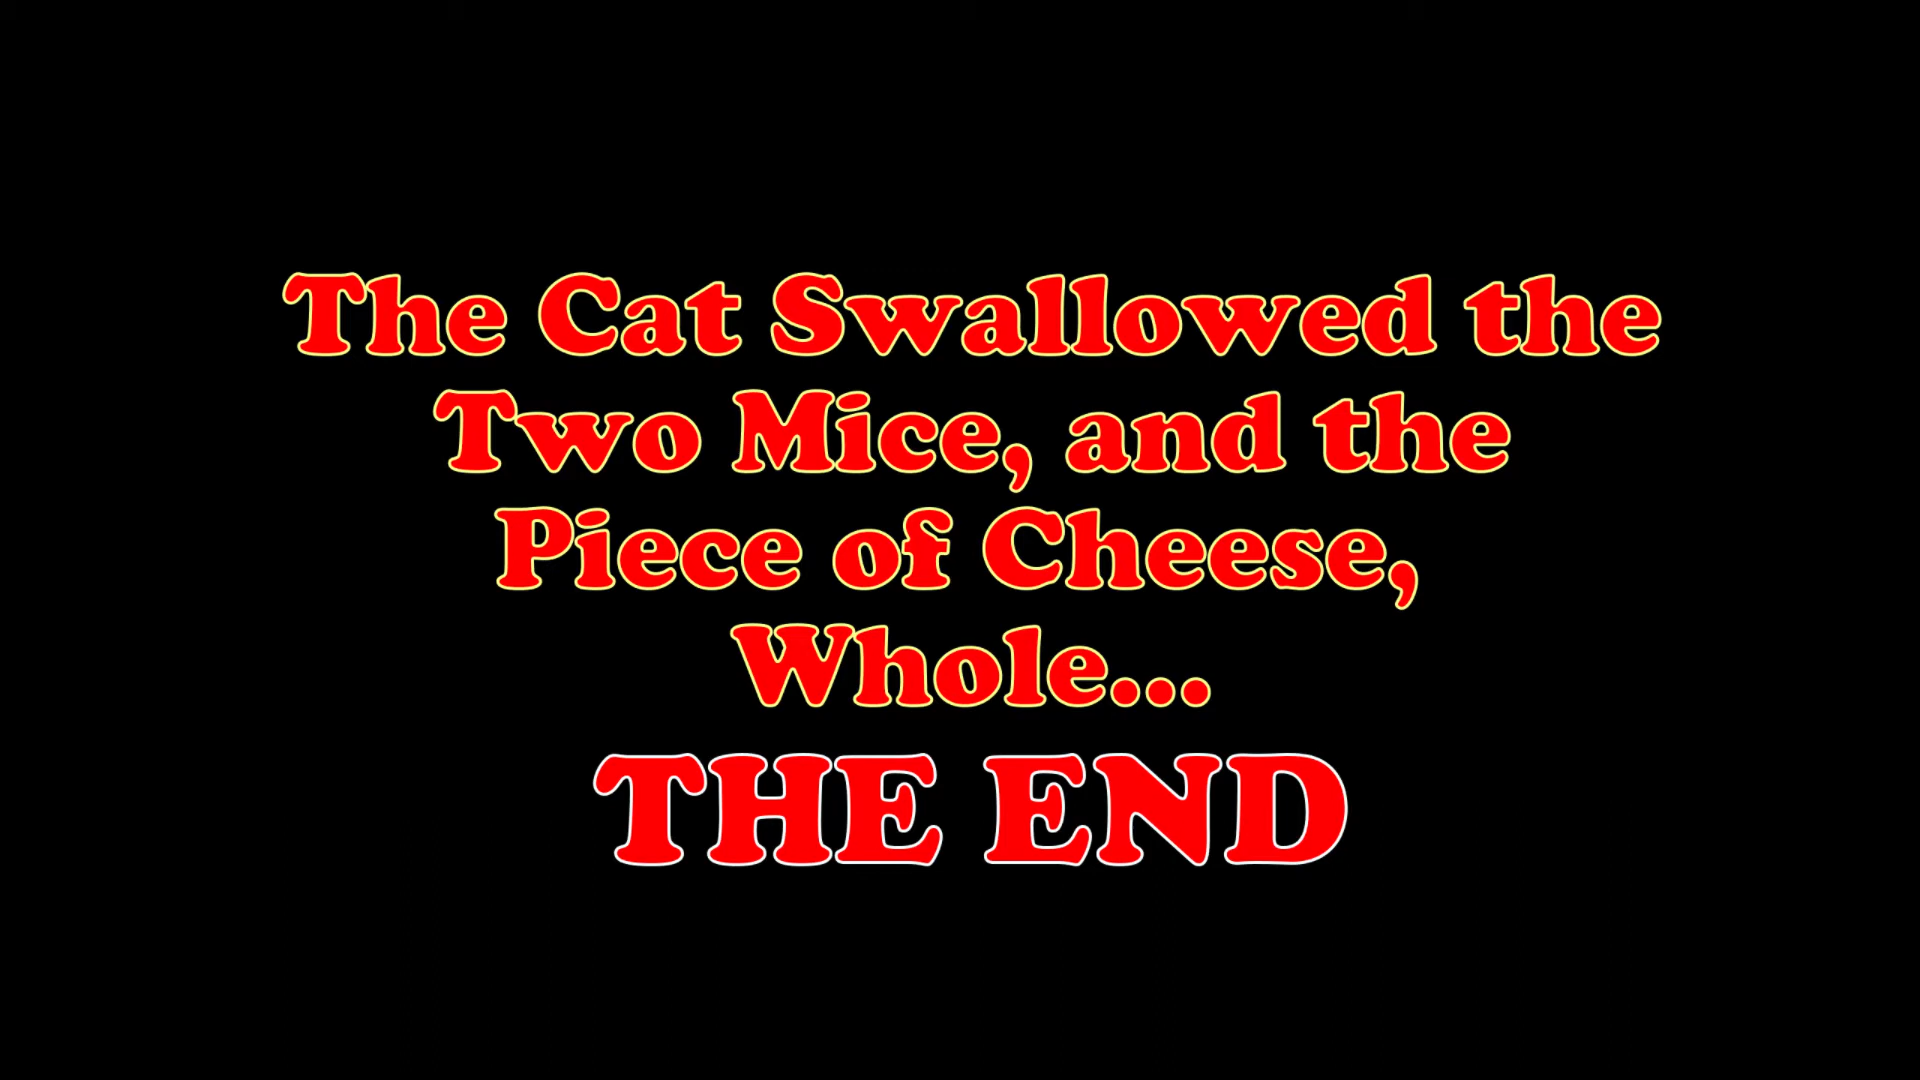 The Cat Swallowed the
Two Mice, and the
Piece of Cheese,
Whole...
THE END